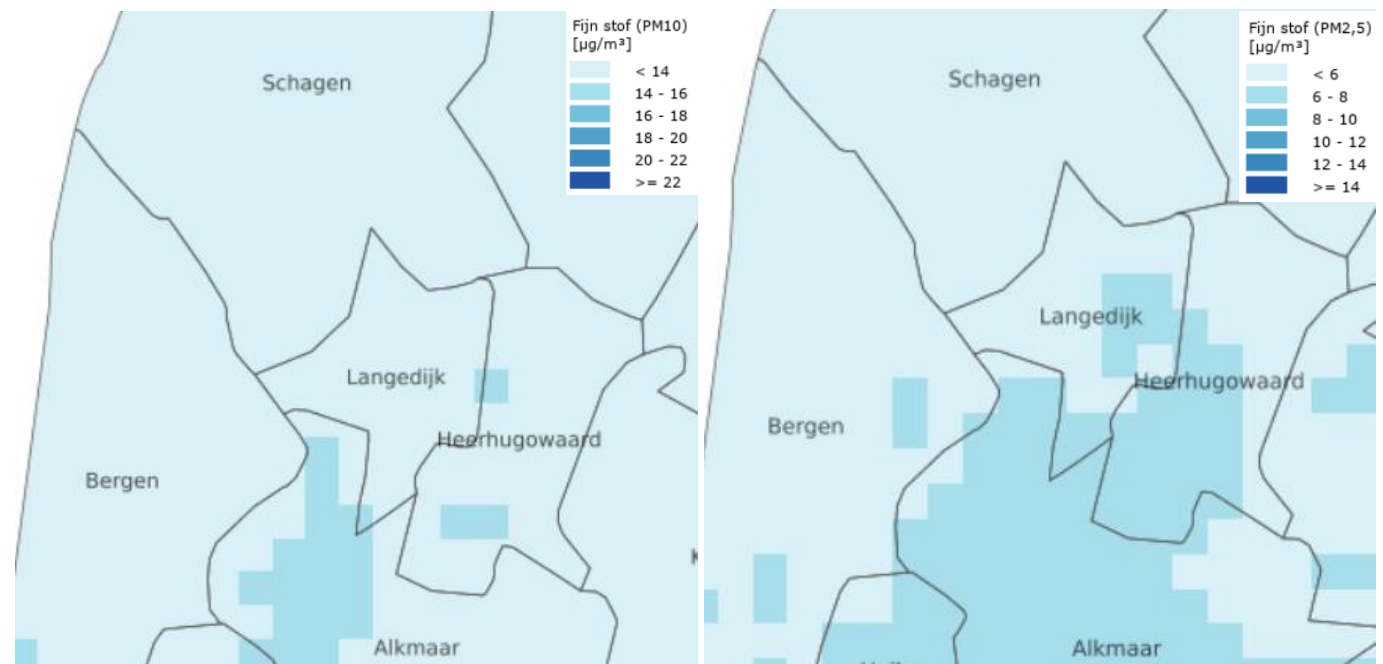 Fijn stof (PM10)
[µg/m³]
< 14
14 - 16
16 - 18
18 - 20
20 - 22
>= 22
Schagen
Langedijk
Heerhugowaard
Bergen
Alkmaar
Fijn stof (PM2,5)
[µg/m³]
< 6
6 - 8
8 - 10
10 - 12
12 - 14
>= 14
Schagen
Langedijk
Heerhugowaard
Bergen
Alkmaar